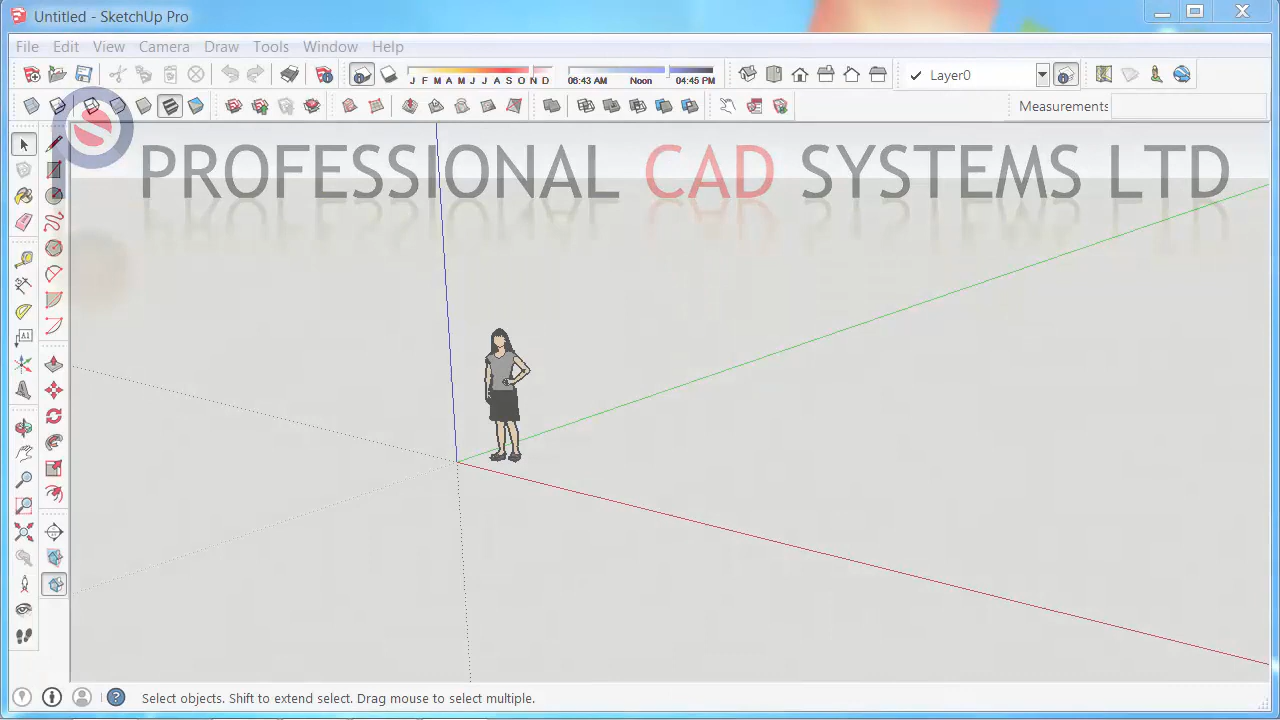 Untitled - SketchUp Pro
File Edit View Camera Draw Tools Window Help
J F M A M J J A S O N D 06:43 AM Noon 04:45 PM Layer0
Measurements
PROFESSIONAL CAD SYSTEMS LTD
Select objects. Shift to extend select. Drag mouse to select multiple.